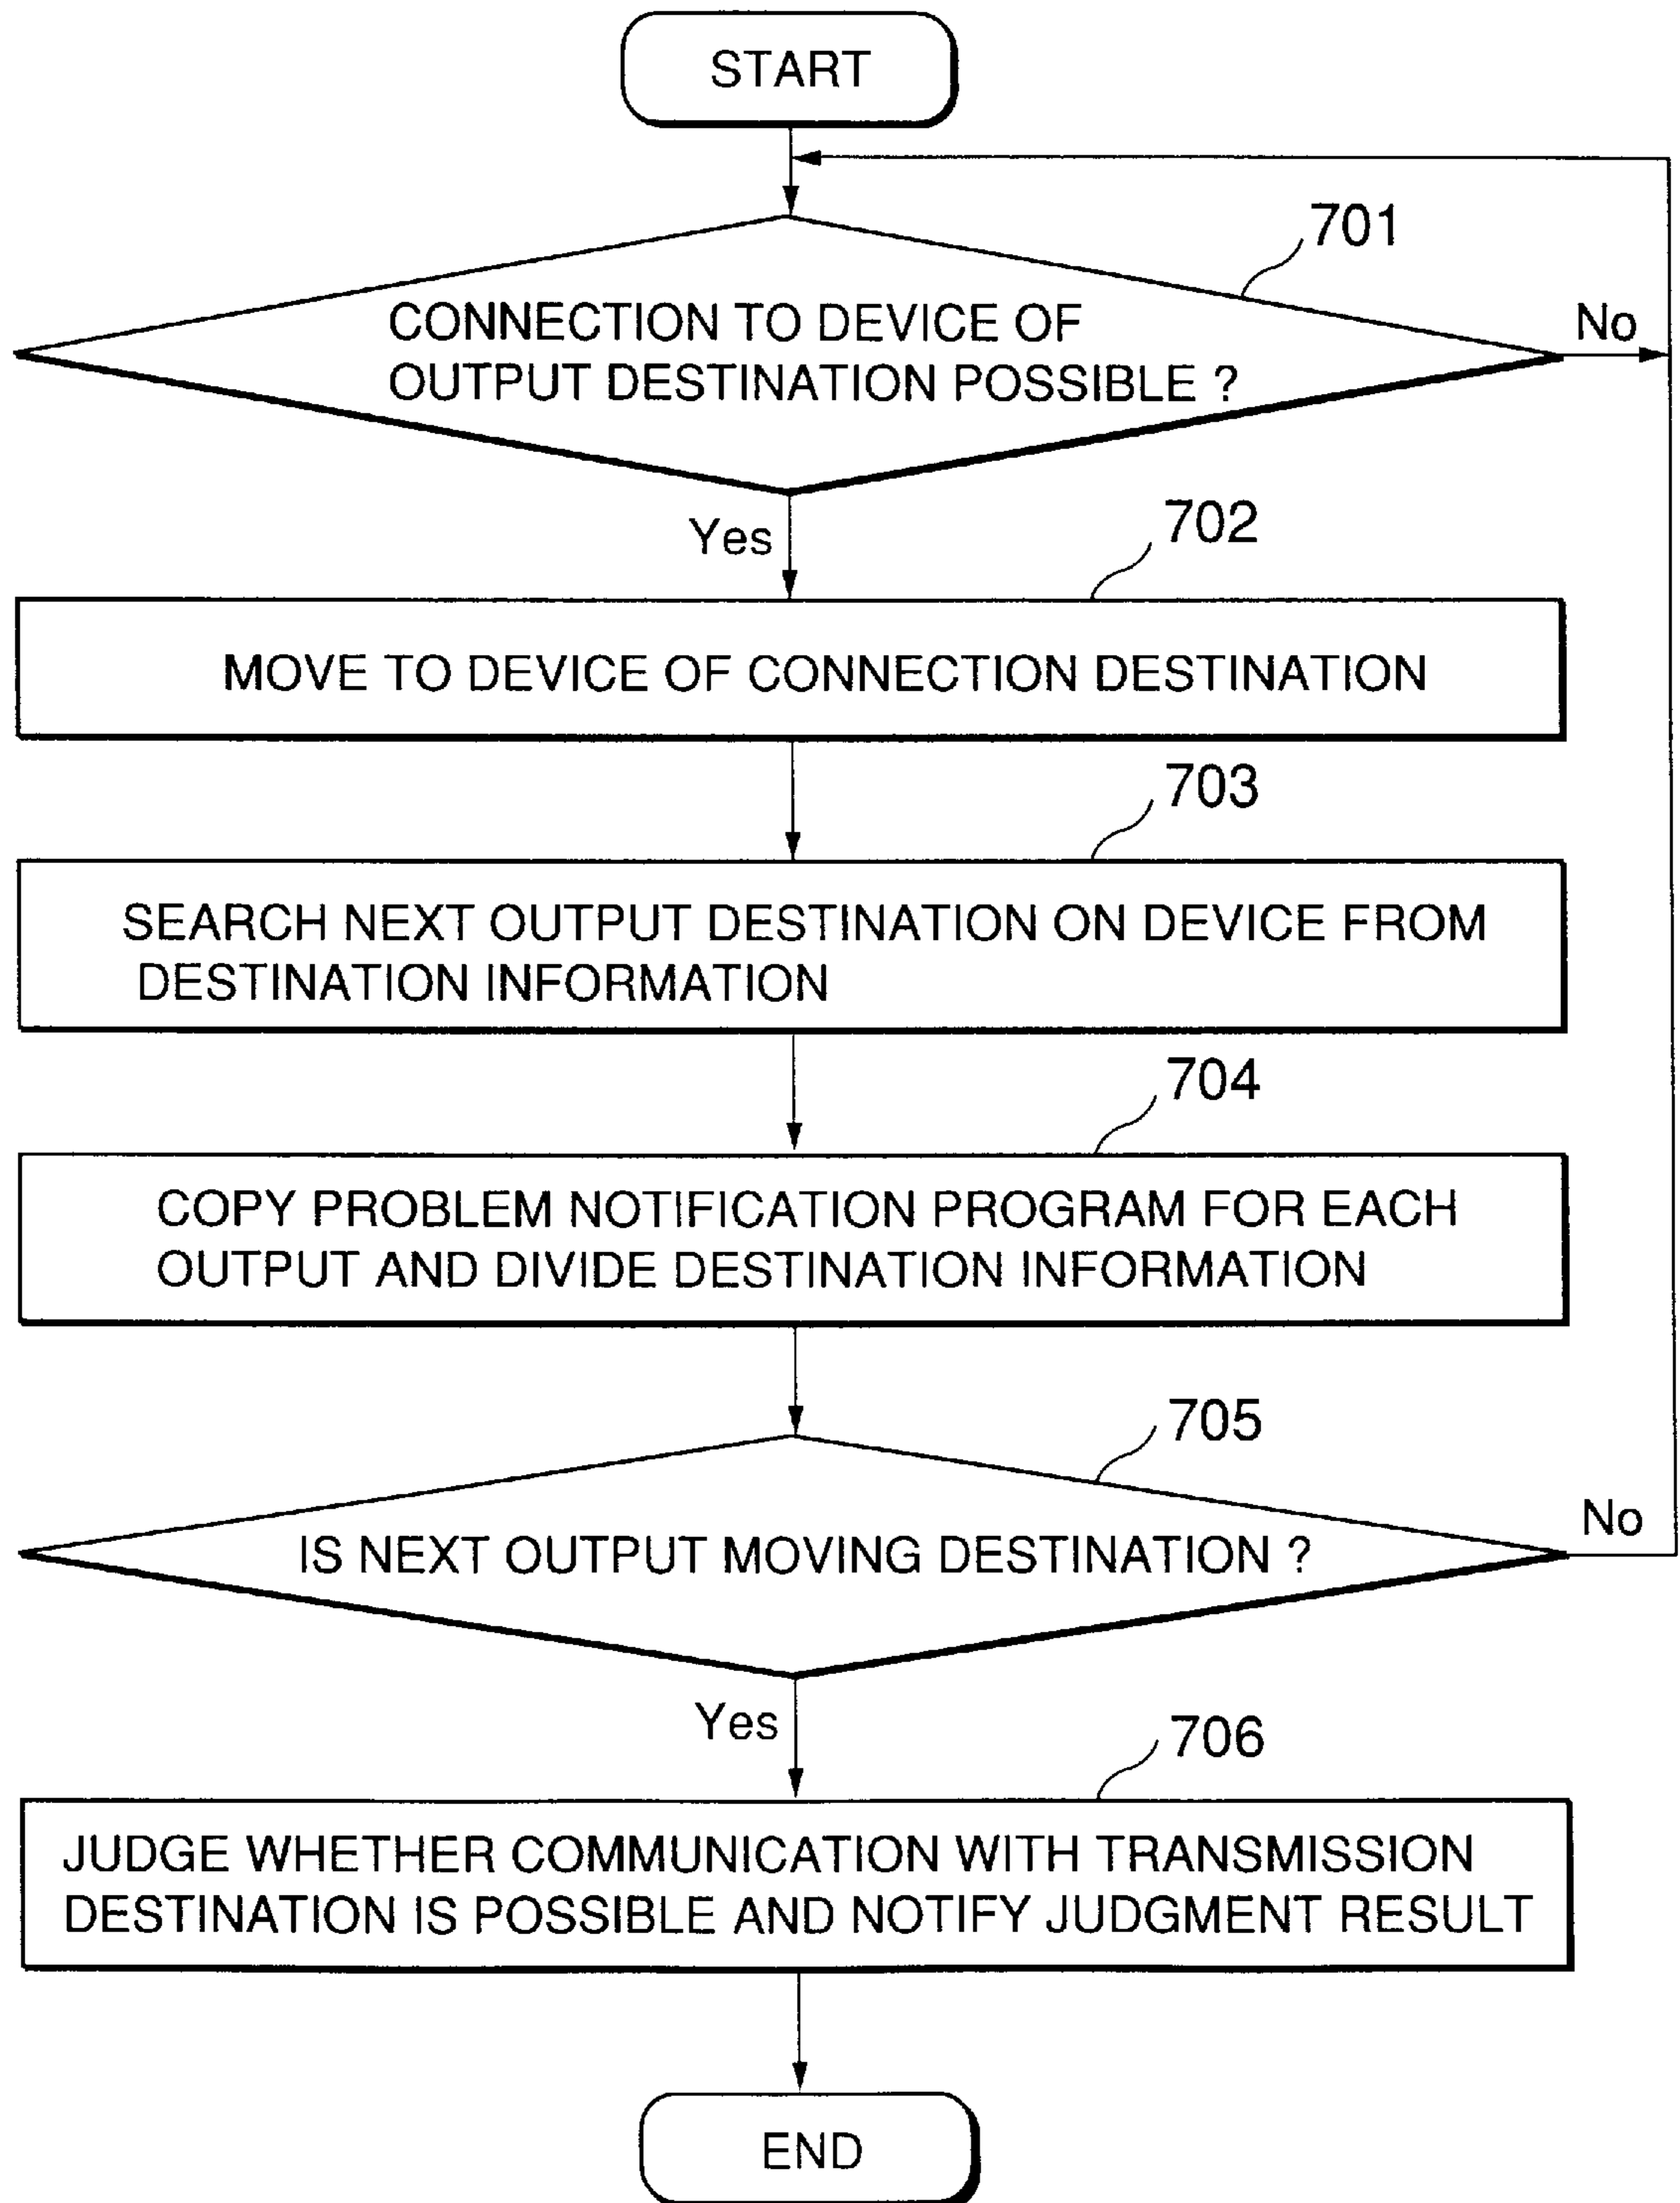 START
701
CONNECTION TO DEVICE OF
OUTPUT DESTINATION POSSIBLE ?
No
Yes
702
MOVE TO DEVICE OF CONNECTION DESTINATION
703
SEARCH NEXT OUTPUT DESTINATION ON DEVICE FROM
DESTINATION INFORMATION
704
COPY PROBLEM NOTIFICATION PROGRAM FOR EACH
OUTPUT AND DIVIDE DESTINATION INFORMATION
705
IS NEXT OUTPUT MOVING DESTINATION ?
No
Yes
706
JUDGE WHETHER COMMUNICATION WITH TRANSMISSION
DESTINATION IS POSSIBLE AND NOTIFY JUDGMENT RESULT
END